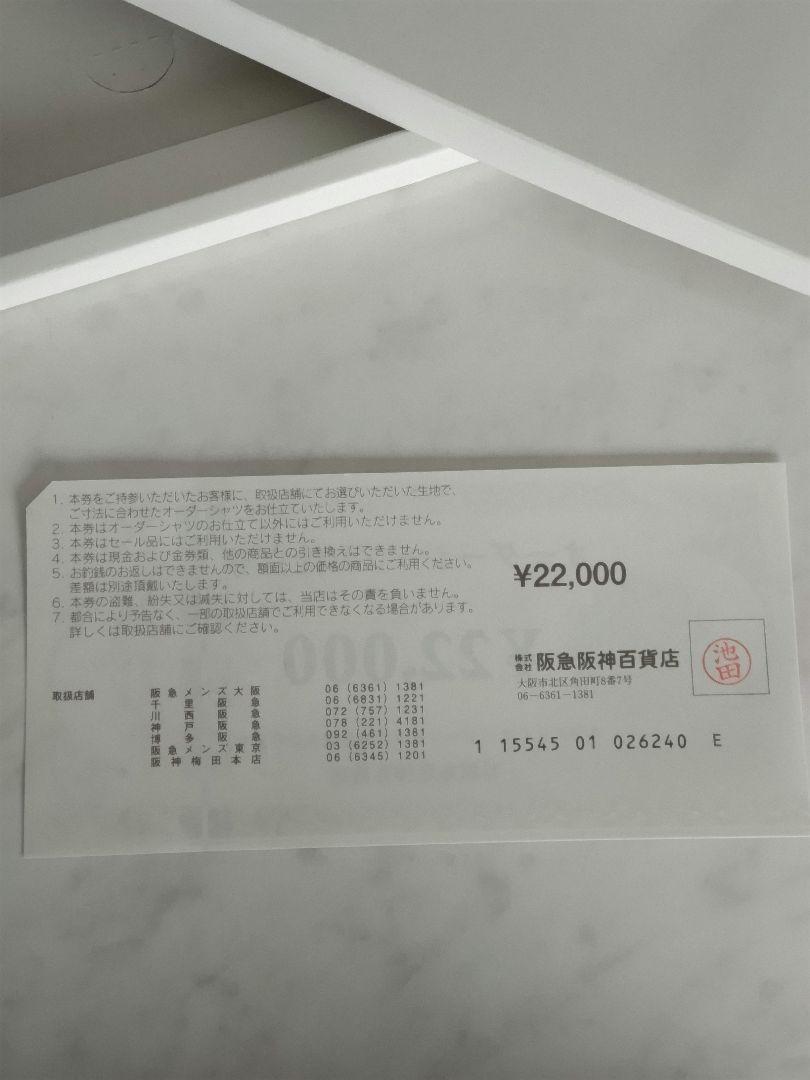 1. 本券をご持参いただいたお客様に、取扱店舗にてお選びいただいた生地で、
ご寸法に合わせたオーダーシャツをお仕立ていたします。
2. 本券はオーダーシャツのお仕立て以外にはご利用いただけません。
3. 本券はセール品にはご利用いただけません。
4. 本券は現金および金券類、他の商品との引き換えはできません。
5. お釣銭のお返しはできませんので、額面以上の価格の商品にご利用ください。
差額は別途頂戴いたします。
6. 本券の盗難、紛失又は滅失に対しては、当店はその責を負いません。
7. 都合により予告なく、一部の取扱店舗でご利用できなくなる場合があります。
詳しくは取扱店舗にご確認ください。
¥22,000
株式会社 阪急阪神百貨店
大阪市北区角田町8番7号
06-6361-1381
池田
取扱店舗
阪急メンズ大阪 06 (6361) 1381
千里阪急 06 (6831) 1221
川西阪急 072 (757) 1231
神戸阪急 078 (221) 4181
博多阪急 092 (461) 1381
阪急メンズ東京 03 (6252) 1381
阪神梅田本店 06 (6345) 1201
1 15545 01 026240 E